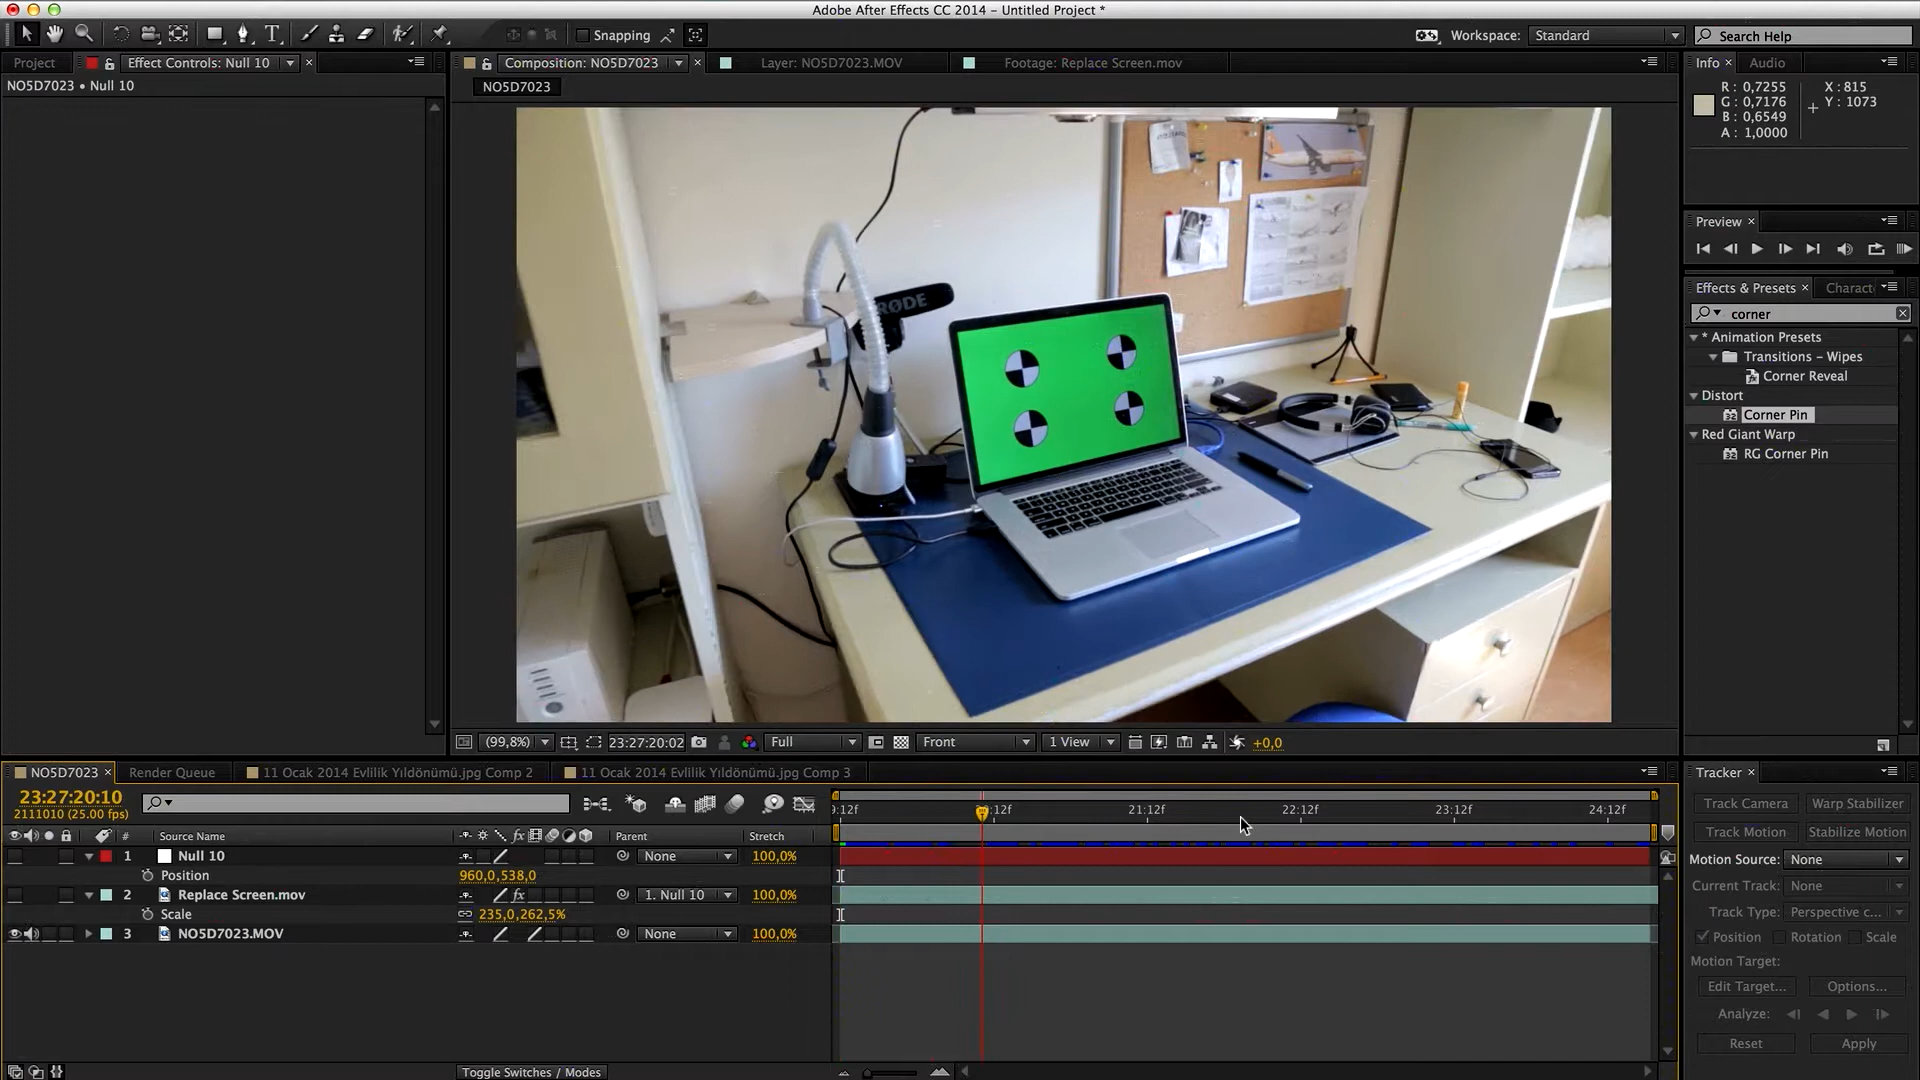 Adobe After Effects CC 2014 – Untitled Project *
Snapping
Workspace: Standard
Search Help
Project
Effect Controls: Null 10
Composition: NO5D7023
Layer: NO5D7023.MOV
Footage: Replace Screen.mov
Info
Audio
NO5D7023 • Null 10
NO5D7023
R : 0,7255
G : 0,7176
B : 0,6549
A : 1,0000
X : 815
Y : 1073
Preview
Effects & Presets
Charact
corner
* Animation Presets
Transitions – Wipes
Corner Reveal
Distort
Corner Pin
Red Giant Warp
RG Corner Pin
RØDE
(99,8%)
23:27:20:02
Full
Front
1 View
+0,0
NO5D7023
Render Queue
11 Ocak 2014 Evlilik Yıldönümü.jpg Comp 2
11 Ocak 2014 Evlilik Yıldönümü.jpg Comp 3
23:27:20:10
2111010 (25.00 fps)
9:12f
:12f
21:12f
22:12f
23:12f
24:12f
# Source Name
fx
Parent
Stretch
1 Null 10 None 100,0%
Position 960,0,538,0
2 Replace Screen.mov fx 1. Null 10 100,0%
Scale 235,0,262,5%
3 NO5D7023.MOV None 100,0%
Toggle Switches / Modes
Tracker
Track Camera
Warp Stabilizer
Track Motion
Stabilize Motion
Motion Source: None
Current Track: None
Track Type: Perspective c...
Position Rotation Scale
Motion Target:
Edit Target...
Options...
Analyze:
Reset
Apply